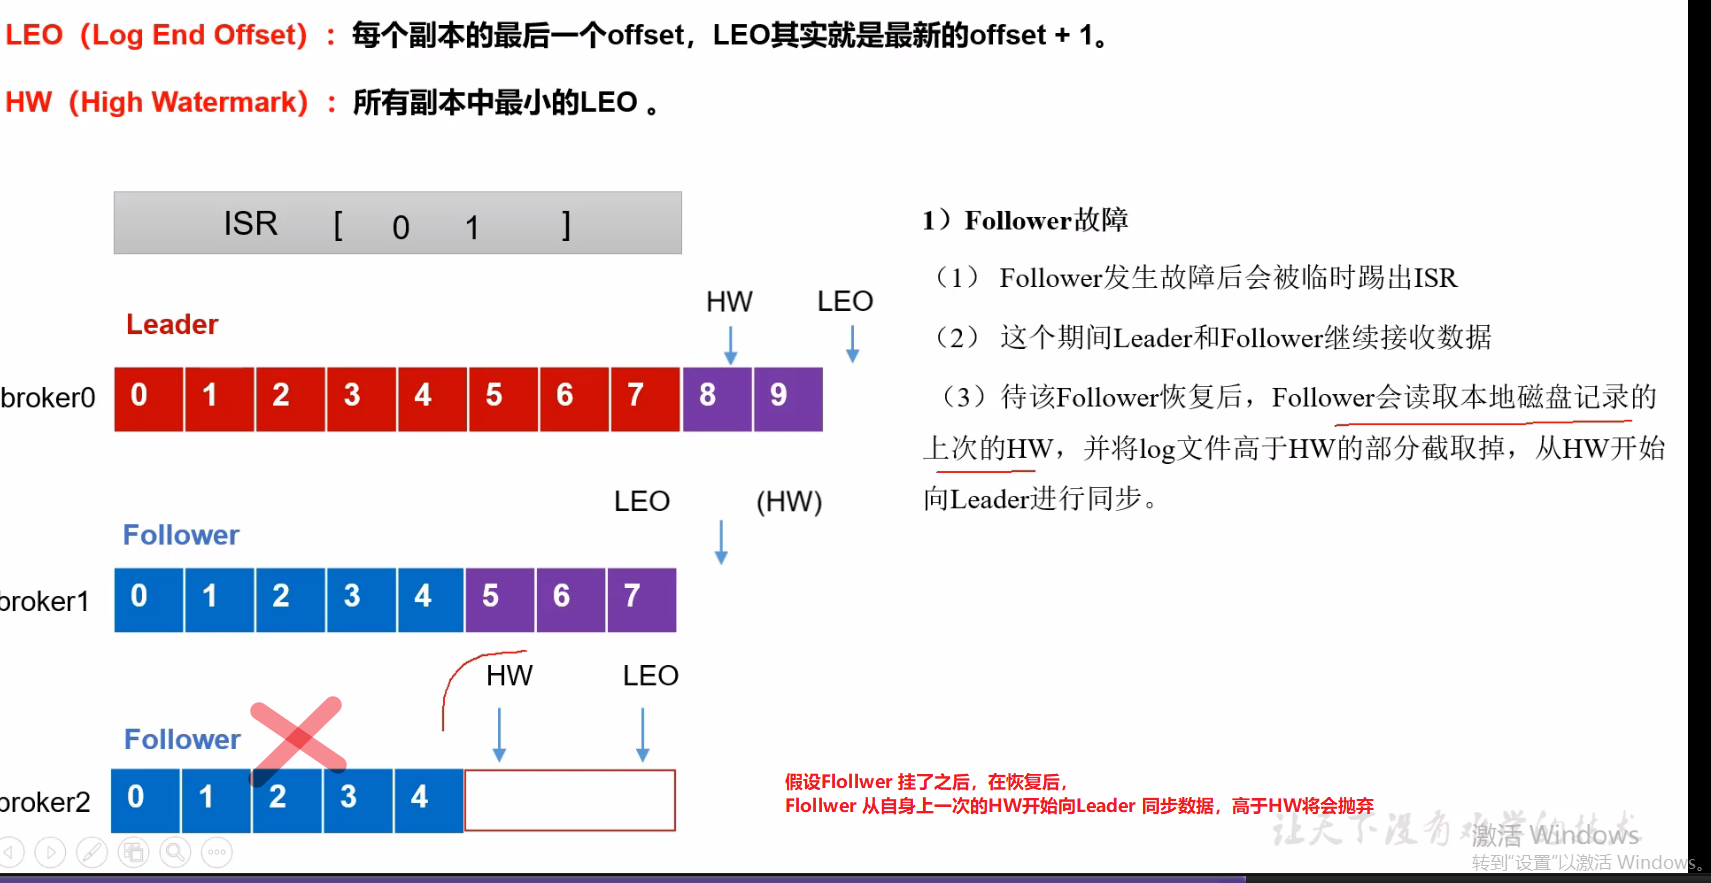 LEO（Log End Offset）：每个副本的最后一个offset，LEO其实就是最新的offset + 1。
HW（High Watermark）：所有副本中最小的LEO 。
ISR [ 0 1 ]
HW LEO
Leader
broker0 0 1 2 3 4 5 6 7 8 9
LEO (HW)
Follower
broker1 0 1 2 3 4 5 6 7
HW LEO
Follower
broker2 0 1 2 3 4
1）Follower故障
（1） Follower发生故障后会被临时踢出ISR
（2） 这个期间Leader和Follower继续接收数据
（3）待该Follower恢复后，Follower会读取本地磁盘记录的
上次的HW，并将log文件高于HW的部分截取掉，从HW开始
向Leader进行同步。
假设Flollwer 挂了之后，在恢复后，
Flollwer 从自身上一次的HW开始向Leader 同步数据，高于HW将会抛弃
让天下没有难学的技术
激活 Windows
转到"设置"以激活 Windows。